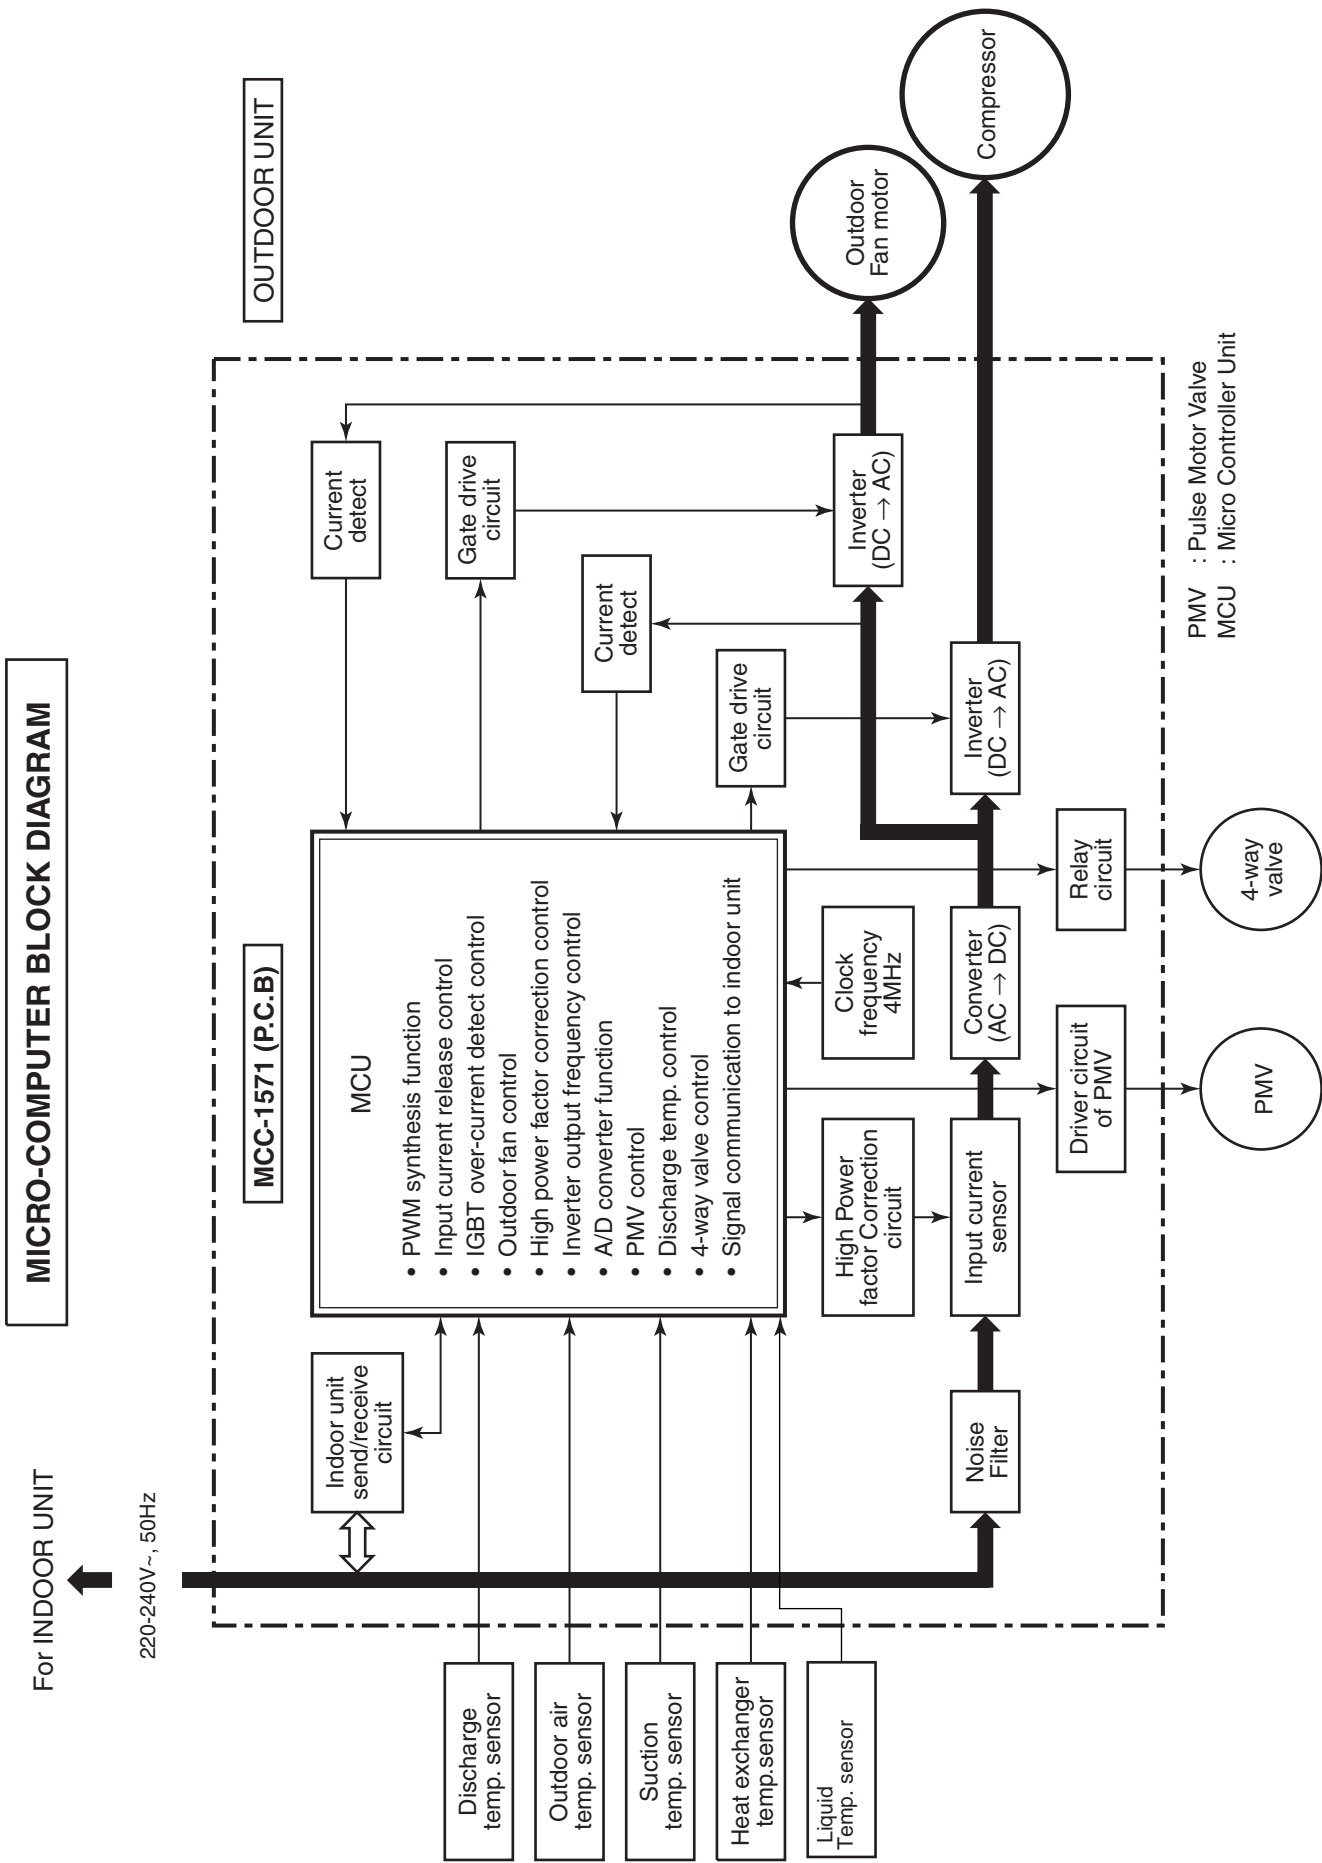 MICRO-COMPUTER BLOCK DIAGRAM
For INDOOR UNIT
220-240V~, 50Hz
MCC-1571 (P.C.B)
OUTDOOR UNIT
Indoor unit
send/receive
circuit
MCU
• PWM synthesis function
• Input current release control
• IGBT over-current detect control
• Outdoor fan control
• High power factor correction control
• Inverter output frequency control
• A/D converter function
• PMV control
• Discharge temp. control
• 4-way valve control
• Signal communication to indoor unit
Current
detect
Gate drive
circuit
Current
detect
Gate drive
circuit
Discharge
temp. sensor
Outdoor air
temp. sensor
Suction
temp. sensor
Heat exchanger
temp.sensor
Liquid
Temp. sensor
High Power
factor Correction
circuit
Clock
frequency
4MHz
Inverter
(DC → AC)
Outdoor
Fan motor
Noise
Filter
Input current
sensor
Converter
(AC → DC)
Inverter
(DC → AC)
Compressor
Driver circuit
of PMV
Relay
circuit
PMV
4-way
valve
PMV : Pulse Motor Valve
MCU : Micro Controller Unit